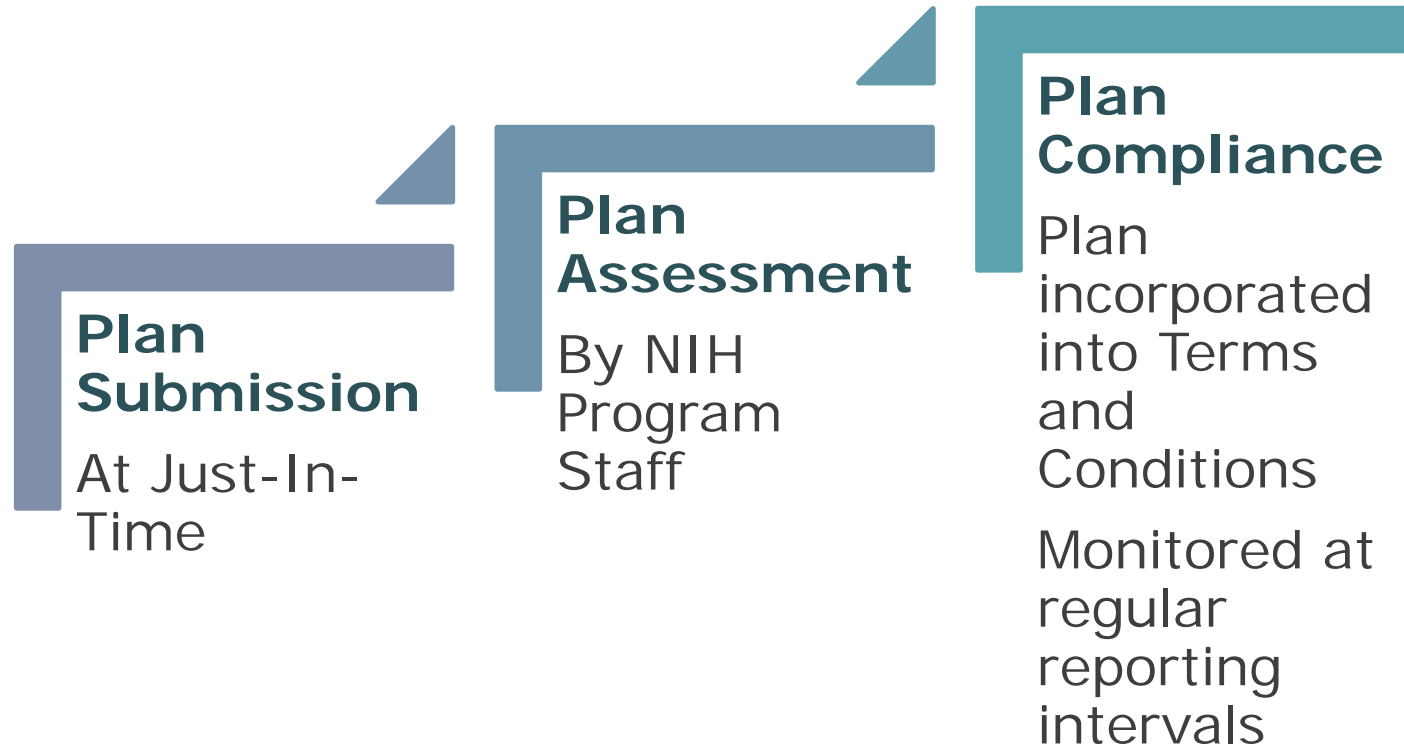 Plan
Submission
At Just-In-
Time
Plan
Assessment
By NIH
Program
Staff
Plan
Compliance
Plan
incorporated
into Terms
and
Conditions
Monitored at
regular
reporting
intervals